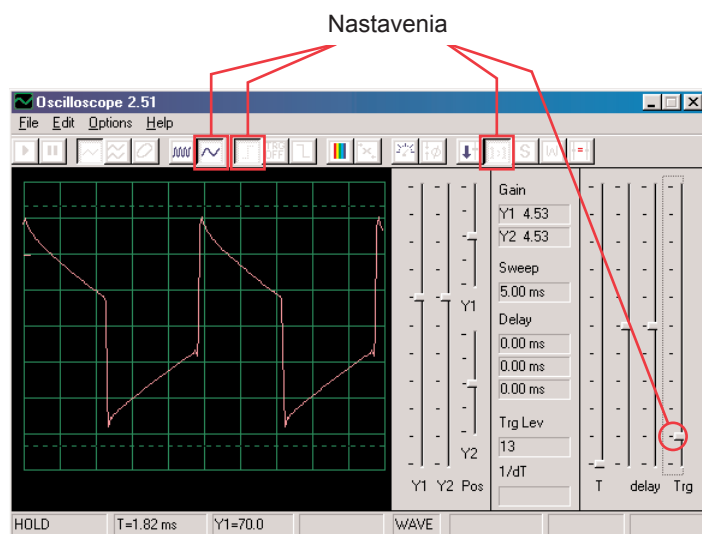 Nastavenia
Oscilloscope 2.51
File Edit Options Help
TRG OFF
S W
Gain
Y1 4.53
Y2 4.53
Sweep
5.00 ms
Y1
Delay
0.00 ms
0.00 ms
0.00 ms
Trg Lev
13
Y2
1/dT
Y1 Y2 Pos
T delay Trg
HOLD T=1.82 ms Y1=70.0 WAVE